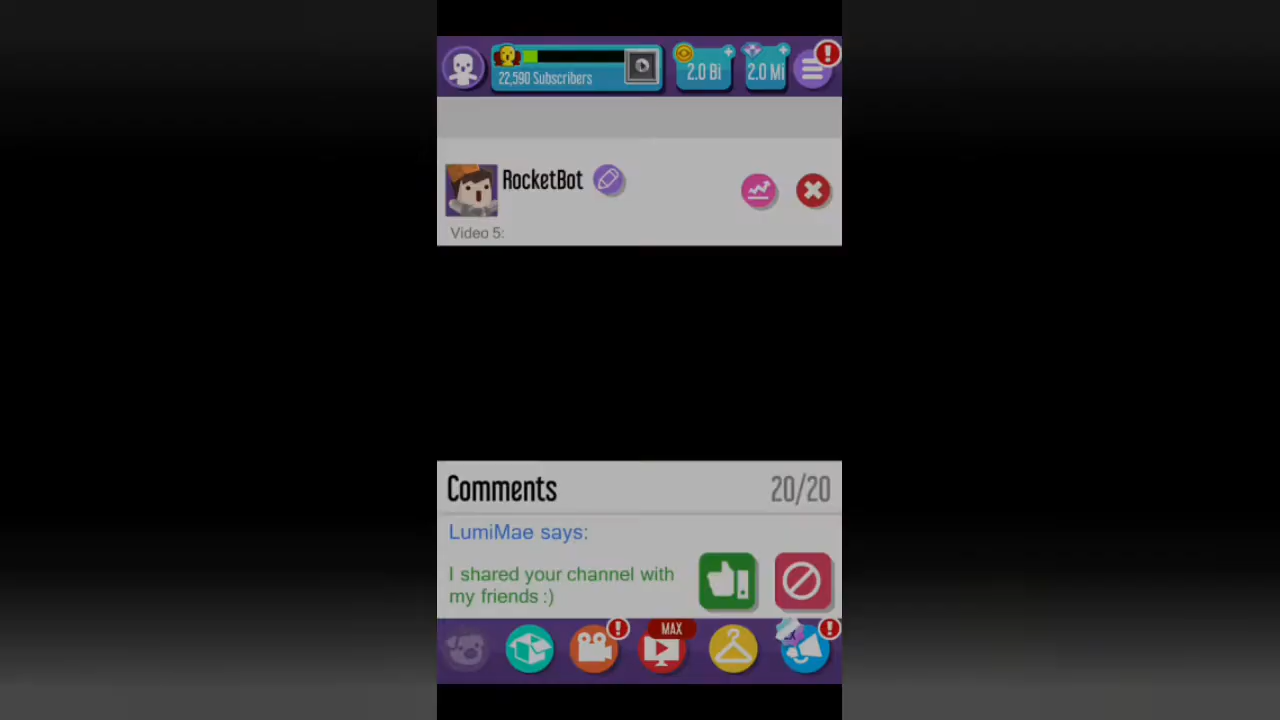 22,590 Subscribers
2.0 Bi
2.0 Mi
!
RocketBot
Video 5:
Comments
20/20
LumiMae says:
I shared your channel with
my friends :)
!
MAX
!